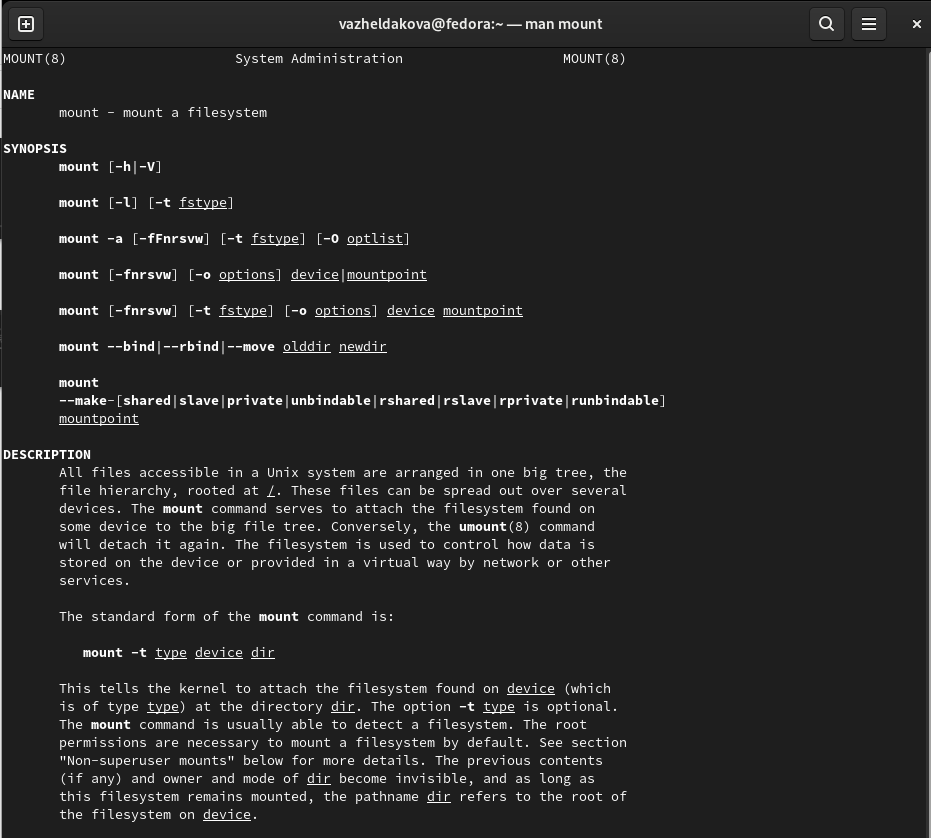 vazheldakova@fedora:~ — man mount
MOUNT(8) System Administration MOUNT(8)
NAME
mount - mount a filesystem
SYNOPSIS
mount [-h|-V]
mount [-l] [-t fstype]
mount -a [-fFnrsvw] [-t fstype] [-O optlist]
mount [-fnrsvw] [-o options] device|mountpoint
mount [-fnrsvw] [-t fstype] [-o options] device mountpoint
mount --bind|--rbind|--move olddir newdir
mount
--make-[shared|slave|private|unbindable|rshared|rslave|rprivate|runbindable]
mountpoint
DESCRIPTION
All files accessible in a Unix system are arranged in one big tree, the
file hierarchy, rooted at /. These files can be spread out over several
devices. The mount command serves to attach the filesystem found on
some device to the big file tree. Conversely, the umount(8) command
will detach it again. The filesystem is used to control how data is
stored on the device or provided in a virtual way by network or other
services.
The standard form of the mount command is:
mount -t type device dir
This tells the kernel to attach the filesystem found on device (which
is of type type) at the directory dir. The option -t type is optional.
The mount command is usually able to detect a filesystem. The root
permissions are necessary to mount a filesystem by default. See section
"Non-superuser mounts" below for more details. The previous contents
(if any) and owner and mode of dir become invisible, and as long as
this filesystem remains mounted, the pathname dir refers to the root of
the filesystem on device.